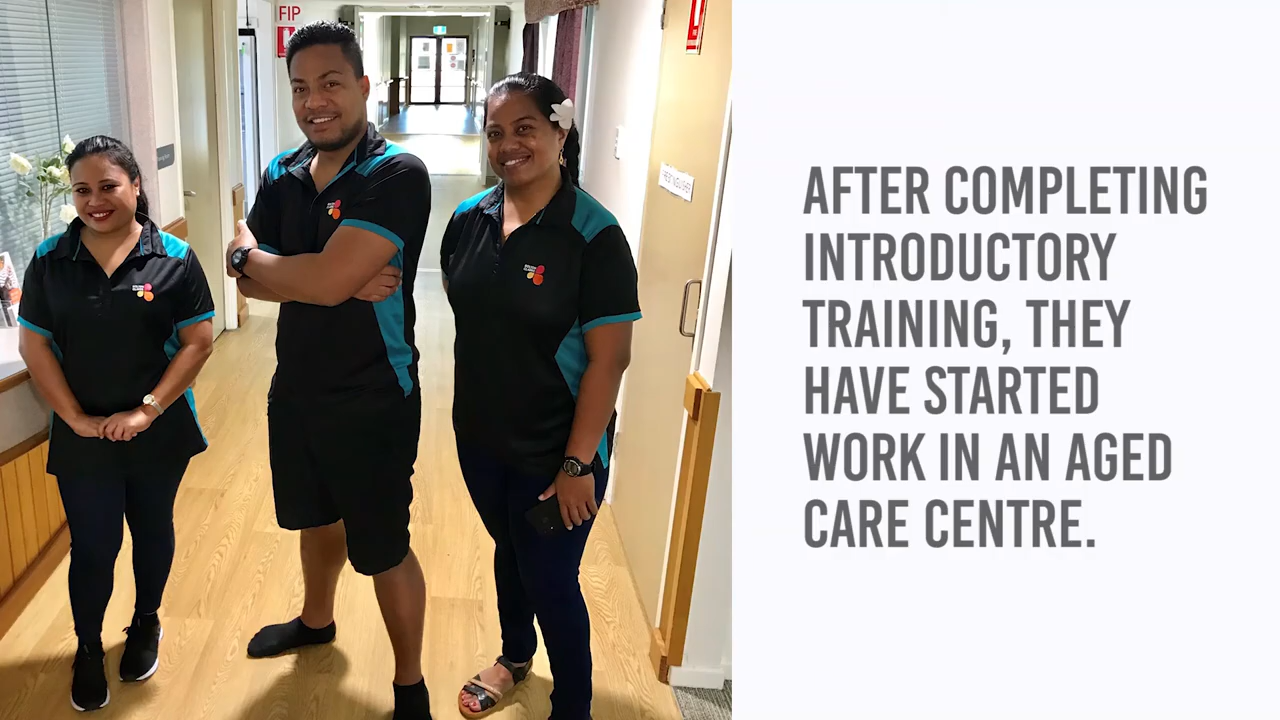 FIP
AFTER COMPLETING
INTRODUCTORY
TRAINING, THEY
HAVE STARTED
WORK IN AN AGED
CARE CENTRE.